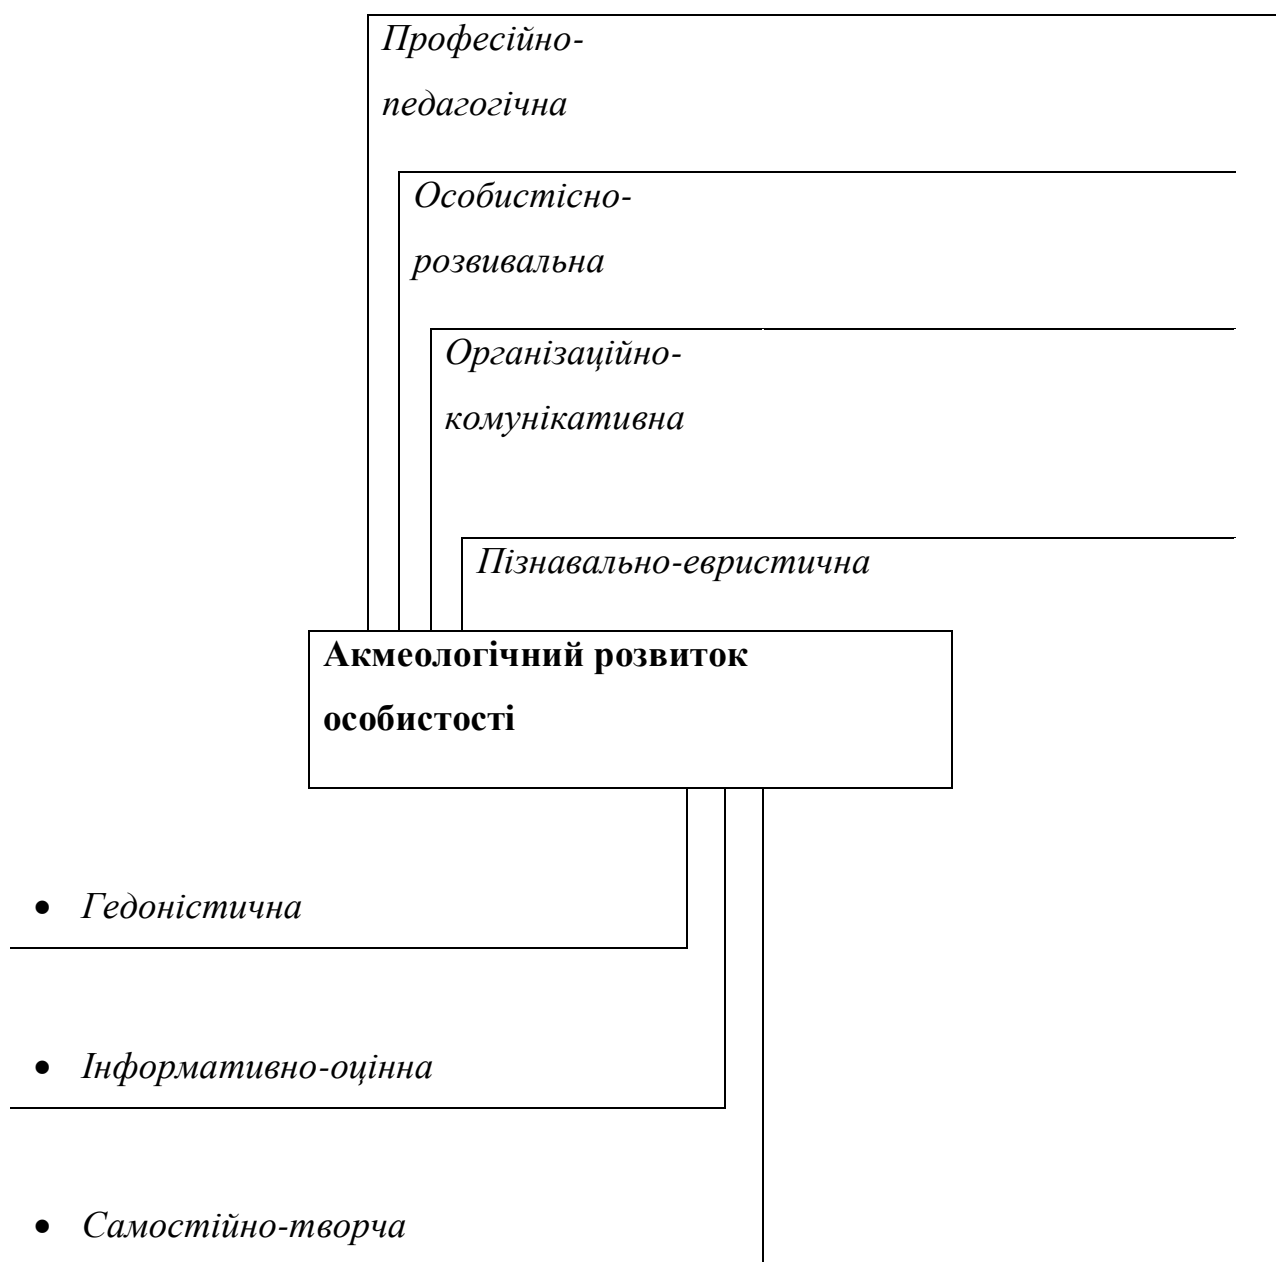 Професійно-
педагогічна
Особистісно-
розвивальна
Організаційно-
комунікативна
Пізнавально-евристична
Акмеологічний розвиток
особистості
• Гедоністична
• Інформативно-оцінна
• Самостійно-творча